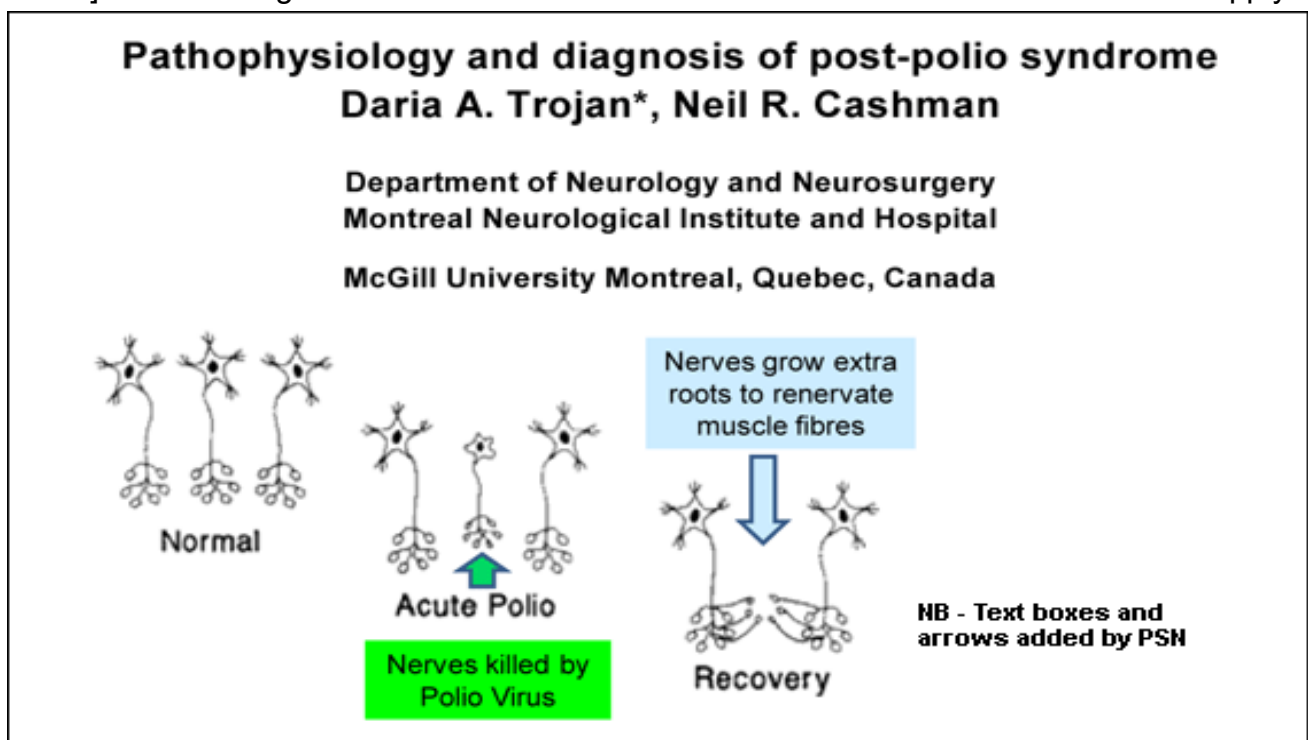 Pathophysiology and diagnosis of post-polio syndrome
Daria A. Trojan*, Neil R. Cashman
Department of Neurology and Neurosurgery
Montreal Neurological Institute and Hospital
McGill University Montreal, Quebec, Canada
Nerves grow extra
roots to renervate
muscle fibres
Normal
Acute Polio
Nerves killed by
Polio Virus
Recovery
NB - Text boxes and
arrows added by PSN